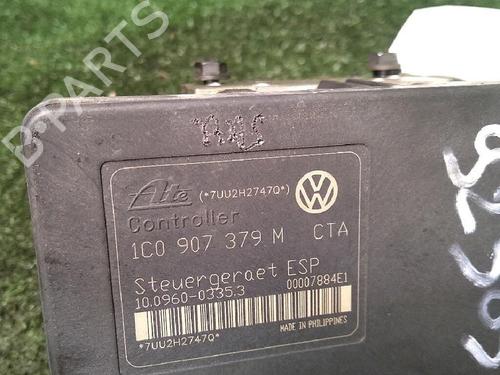 B-PARTS
Ate (*7UU2H2747Q*)
Controller
1C0 907 379 M CTA
Steuergeraet ESP
10.0960-0335.3 00007884E1
*7UU2H2747Q*
MADE IN PHILIPPINES